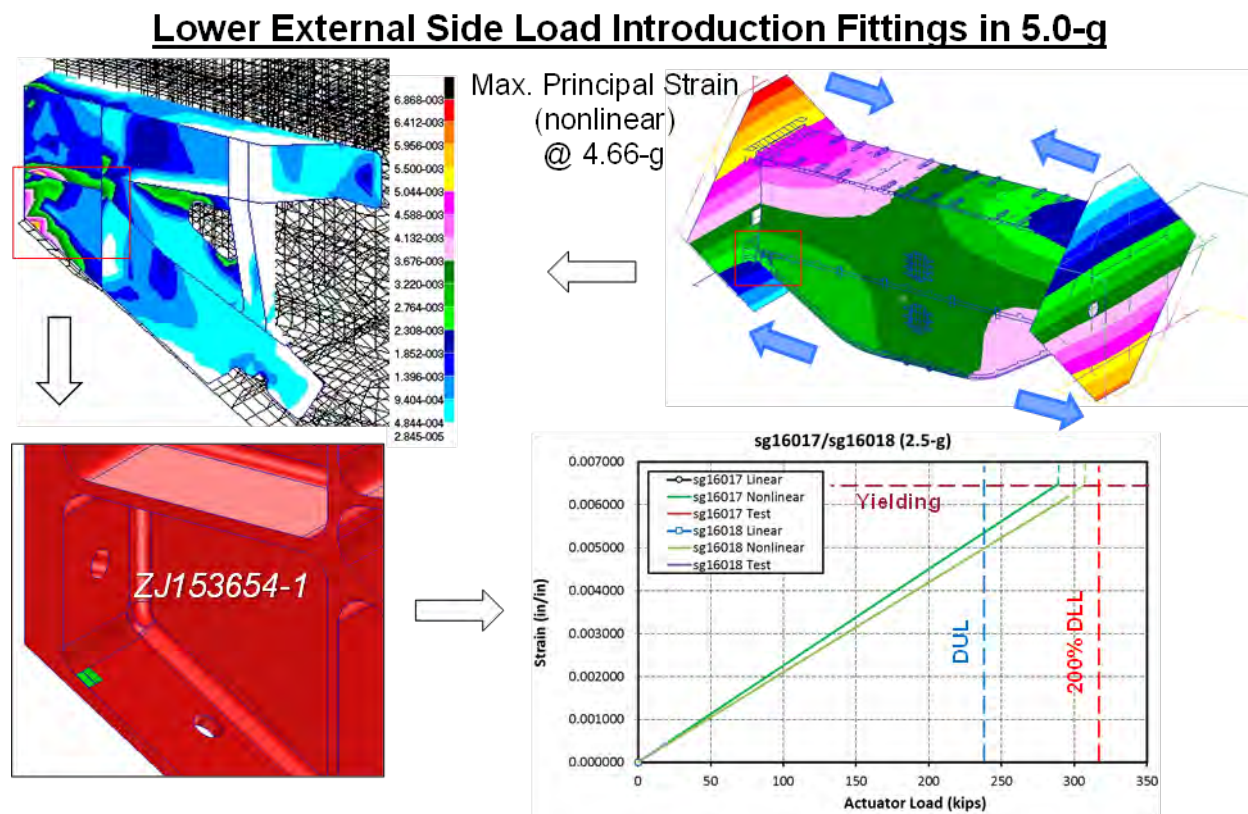 Lower External Side Load Introduction Fittings in 5.0-g
Max. Principal Strain
(nonlinear)
@ 4.66-g
6.868-003
6.412-003
5.956-003
5.500-003
5.044-003
4.588-003
4.132-003
3.676-003
3.220-003
2.764-003
2.308-003
1.852-003
1.396-003
9.404-004
4.844-004
2.845-005
ZJ153654-1
sg16017/sg16018 (2.5-g)
0.007000
0.006000
0.005000
0.004000
0.003000
0.002000
0.001000
0.000000
Strain (in/in)
sg16017 Linear
sg16017 Nonlinear
sg16017 Test
sg16018 Linear
sg16018 Nonlinear
sg16018 Test
Yielding
DUL
200% DLL
0 50 100 150 200 250 300 350
Actuator Load (kips)